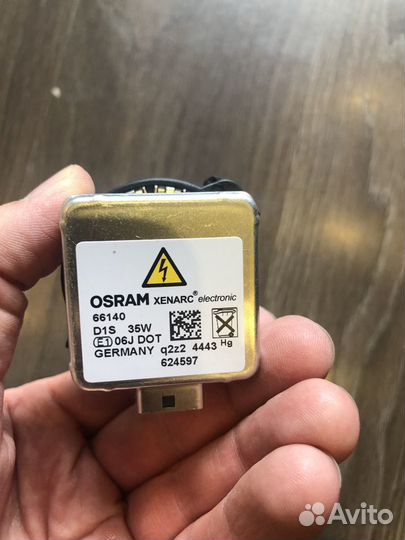 OSRAM XENARC® electronic
66140
D1S 35W
E1 06J DOT
GERMANY q2z2 4443 Hg
624597
Avito